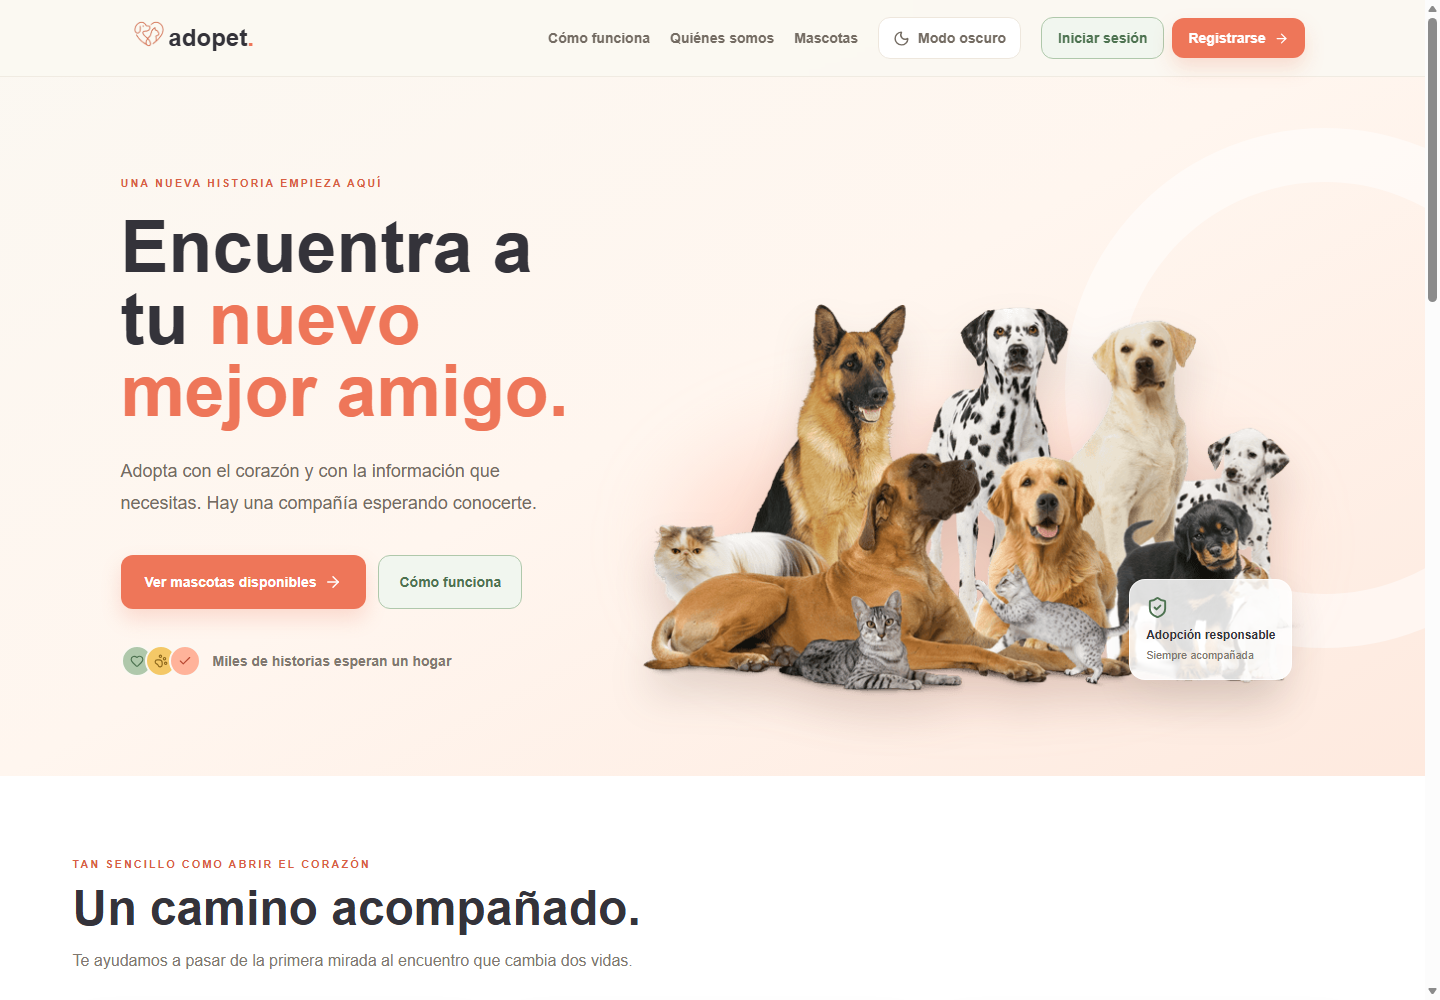 adopet.
Cómo funciona
Quiénes somos
Mascotas
Modo oscuro
Iniciar sesión
Registrarse
UNA NUEVA HISTORIA EMPIEZA AQUÍ
Encuentra a
tu nuevo
mejor amigo.
Adopta con el corazón y con la información que
necesitas. Hay una compañía esperando conocerte.
Ver mascotas disponibles
Cómo funciona
Miles de historias esperan un hogar
Adopción responsable
Siempre acompañada
TAN SENCILLO COMO ABRIR EL CORAZÓN
Un camino acompañado.
Te ayudamos a pasar de la primera mirada al encuentro que cambia dos vidas.